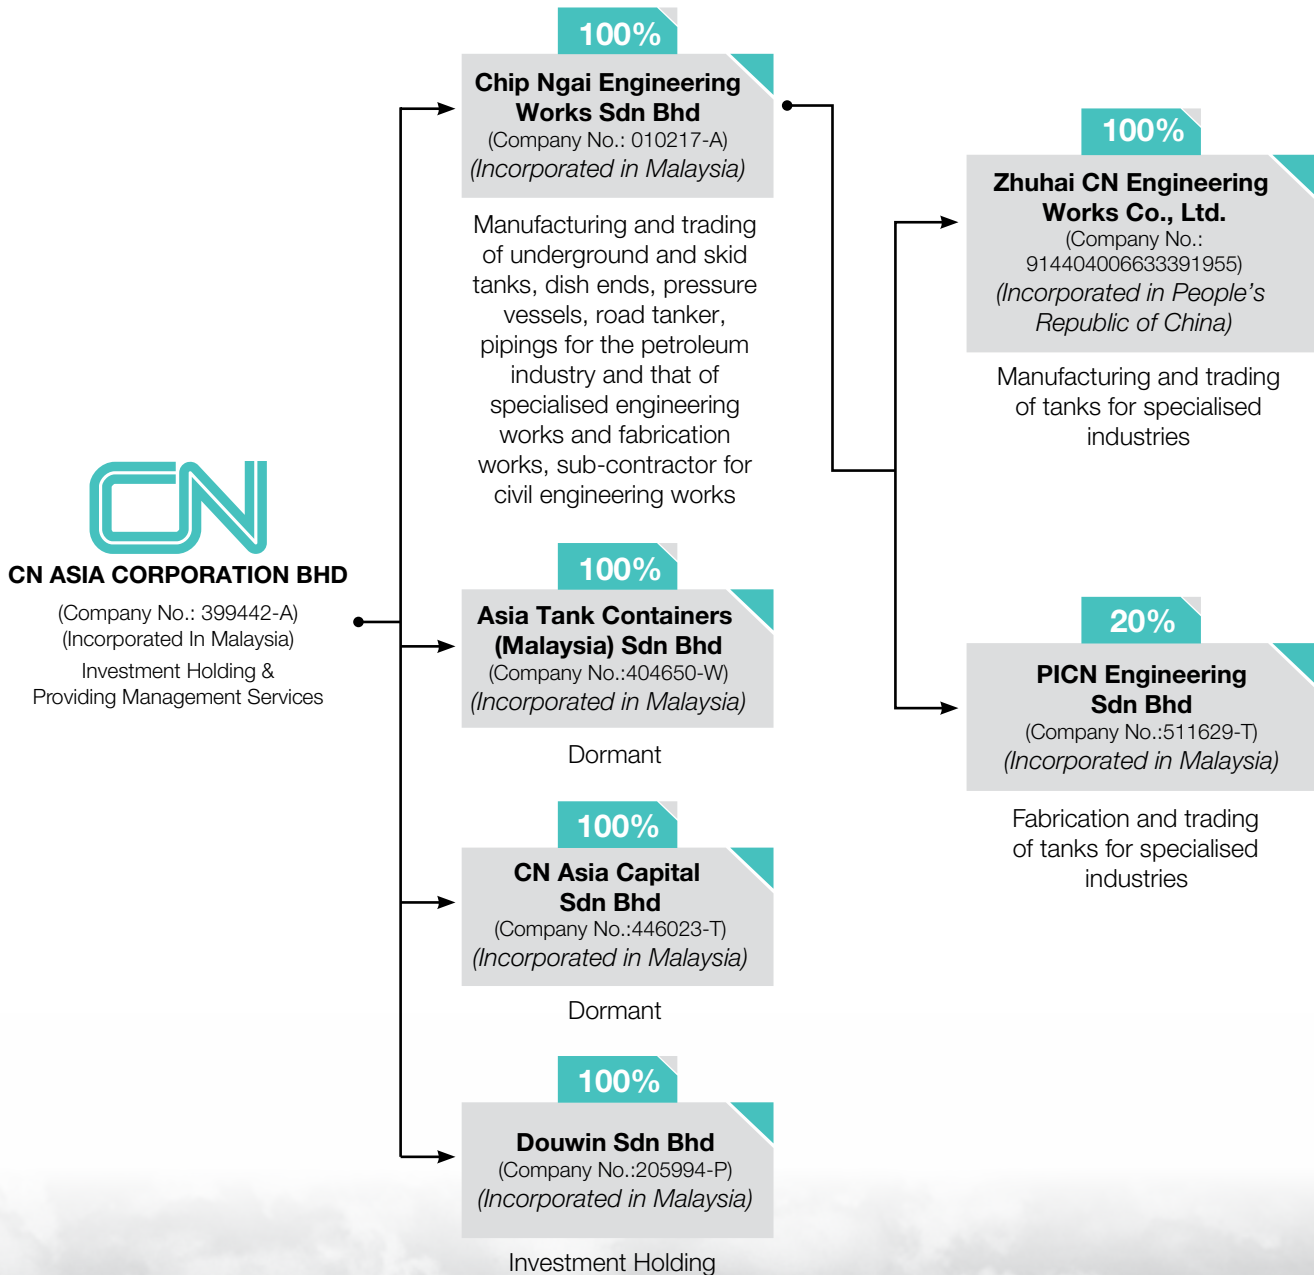 CN
CN ASIA CORPORATION BHD
(Company No.: 399442-A)
(Incorporated In Malaysia)
Investment Holding &
Providing Management Services
100%
Chip Ngai Engineering
Works Sdn Bhd
(Company No.: 010217-A)
(Incorporated in Malaysia)
Manufacturing and trading
of underground and skid
tanks, dish ends, pressure
vessels, road tanker,
pipings for the petroleum
industry and that of
specialised engineering
works and fabrication
works, sub-contractor for
civil engineering works
100%
Asia Tank Containers
(Malaysia) Sdn Bhd
(Company No.:404650-W)
(Incorporated in Malaysia)
Dormant
100%
CN Asia Capital
Sdn Bhd
(Company No.:446023-T)
(Incorporated in Malaysia)
Dormant
100%
Douwin Sdn Bhd
(Company No.:205994-P)
(Incorporated in Malaysia)
Investment Holding
100%
Zhuhai CN Engineering
Works Co., Ltd.
(Company No.:
914404006633391955)
(Incorporated in People's
Republic of China)
Manufacturing and trading
of tanks for specialised
industries
20%
PICN Engineering
Sdn Bhd
(Company No.:511629-T)
(Incorporated in Malaysia)
Fabrication and trading
of tanks for specialised
industries